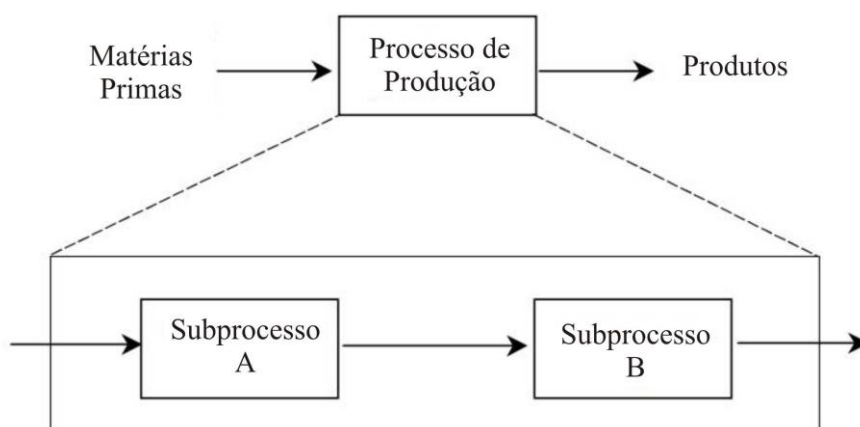 Matérias
Primas
Processo de
Produção
Produtos
Subprocesso
A
Subprocesso
B